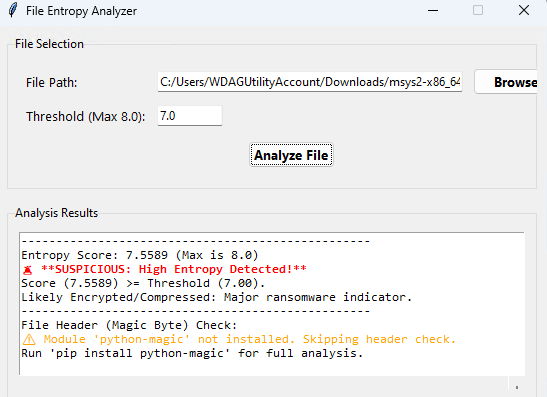 File Entropy Analyzer
File Selection
File Path: C:/Users/WDAGUtilityAccount/Downloads/msys2-x86_64 Browse
Threshold (Max 8.0): 7.0
Analyze File
Analysis Results
--------------------------------------------------
Entropy Score: 7.5589 (Max is 8.0)
🚨 **SUSPICIOUS: High Entropy Detected!**
Score (7.5589) >= Threshold (7.00).
Likely Encrypted/Compressed: Major ransomware indicator.
--------------------------------------------------
File Header (Magic Byte) Check:
⚠️ Module 'python-magic' not installed. Skipping header check.
Run 'pip install python-magic' for full analysis.